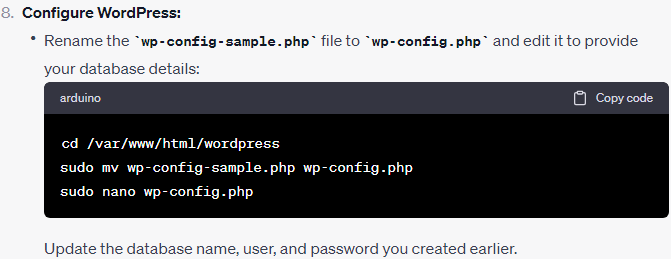 8. Configure WordPress:
• Rename the `wp-config-sample.php` file to `wp-config.php` and edit it to provide
your database details:
arduino Copy code
cd /var/www/html/wordpress
sudo mv wp-config-sample.php wp-config.php
sudo nano wp-config.php
Update the database name, user, and password you created earlier.